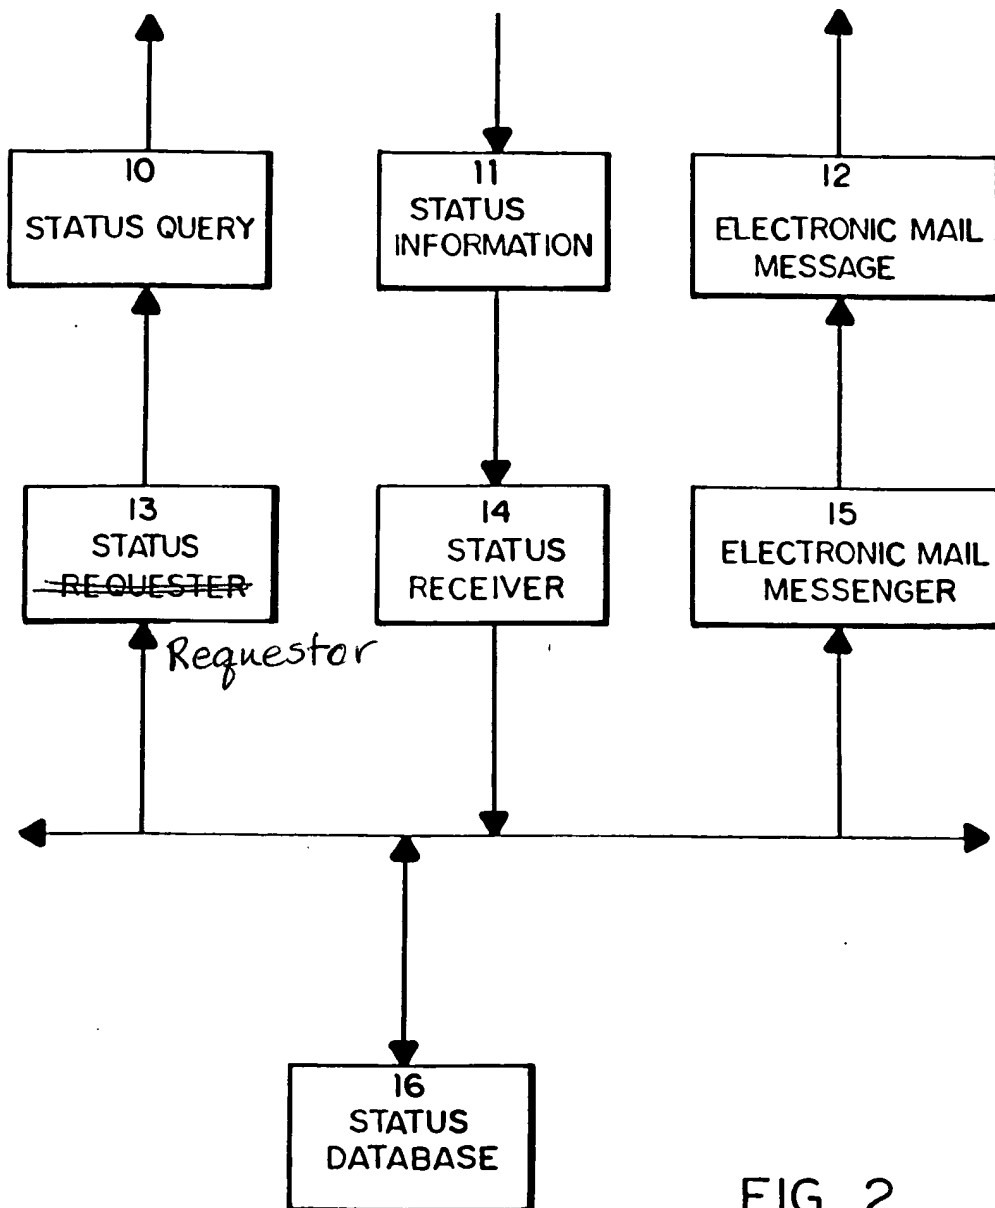 10
STATUS QUERY
11
STATUS
INFORMATION
12
ELECTRONIC MAIL
MESSAGE
13
STATUS
REQUESTER
Requestor
14
STATUS
RECEIVER
15
ELECTRONIC MAIL
MESSENGER
16
STATUS
DATABASE
FIG. 2